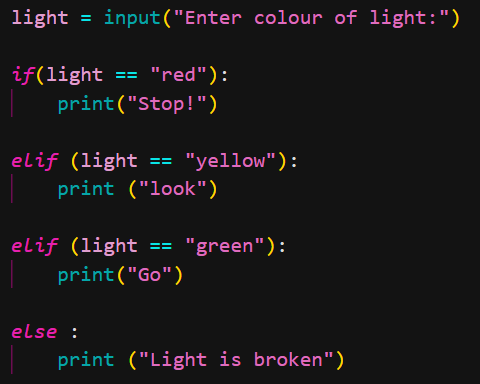 light = input("Enter colour of light:")
if(light == "red"):
    print("Stop!")
elif (light == "yellow"):
    print ("look")
elif (light == "green"):
    print("Go")
else :
    print ("Light is broken")